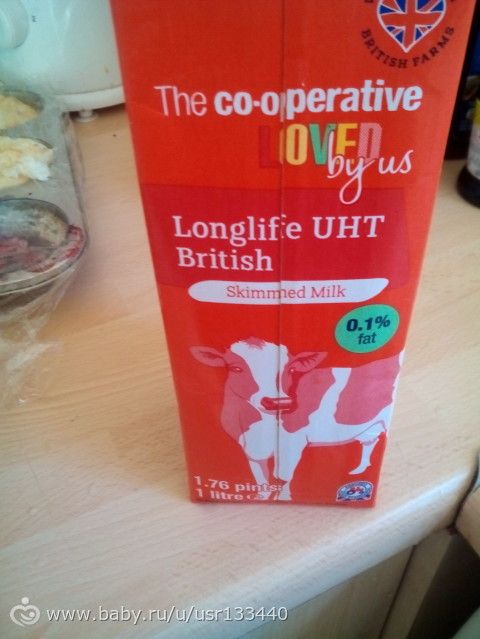 BRITISH FARMS
The co-operative
LOVED
by us
Longlife UHT
British
Skimmed Milk
0.1%
fat
1.76 pints
1 litre
www.baby.ru/u/usr133440